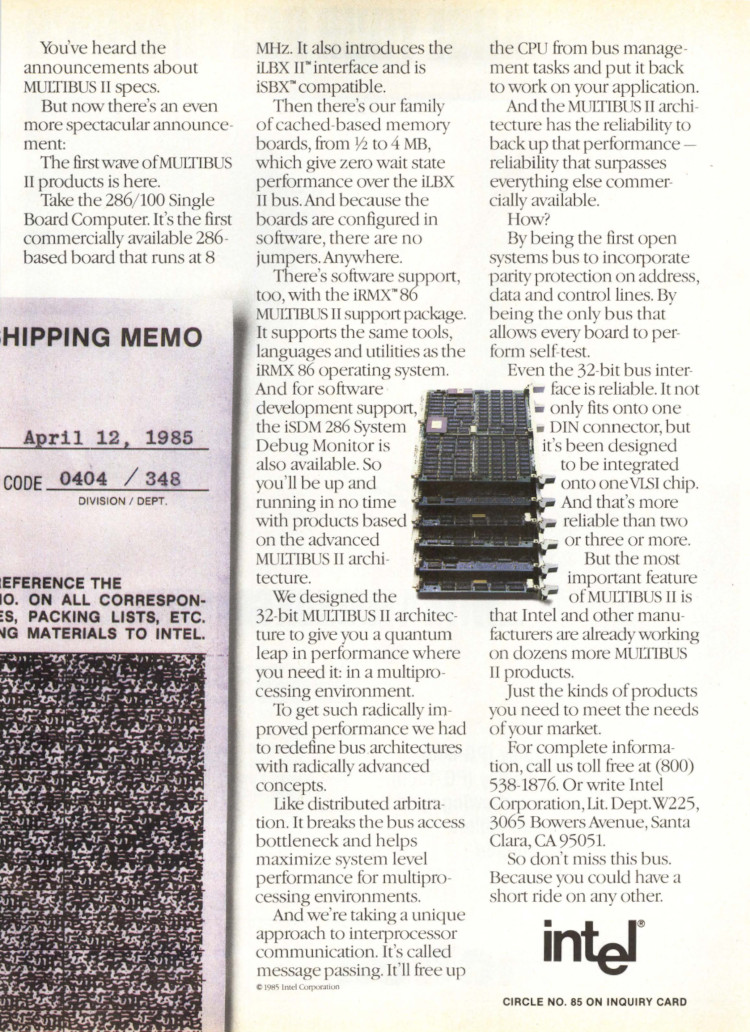 You've heard the
announcements about
MULTIBUS II specs.
But now there's an even
more spectacular announce-
ment:
The first wave of MULTIBUS
II products is here.
Take the 286/100 Single
Board Computer. It's the first
commercially available 286-
based board that runs at 8
HIPPING MEMO
April 12, 1985
CODE 0404 / 348
DIVISION / DEPT.
EFERENCE THE
O. ON ALL CORRESPON-
ES, PACKING LISTS, ETC.
NG MATERIALS TO INTEL.
MHz. It also introduces the
iLBX II™ interface and is
iSBX™ compatible.
Then there's our family
of cached-based memory
boards, from ½ to 4 MB,
which give zero wait state
performance over the iLBX
II bus. And because the
boards are configured in
software, there are no
jumpers. Anywhere.
There's software support,
too, with the iRMX™ 86
MULTIBUS II support package.
It supports the same tools,
languages and utilities as the
iRMX 86 operating system.
And for software
development support,
the iSDM 286 System
Debug Monitor is
also available. So
you'll be up and
running in no time
with products based
on the advanced
MULTIBUS II archi-
tecture.
We designed the
32-bit MULTIBUS II architec-
ture to give you a quantum
leap in performance where
you need it: in a multipro-
cessing environment.
To get such radically im-
proved performance we had
to redefine bus architectures
with radically advanced
concepts.
Like distributed arbitra-
tion. It breaks the bus access
bottleneck and helps
maximize system level
performance for multipro-
cessing environments.
And we're taking a unique
approach to interprocessor
communication. It's called
message passing. It'll free up
© 1985 Intel Corporation
the CPU from bus manage-
ment tasks and put it back
to work on your application.
And the MULTIBUS II archi-
tecture has the reliability to
back up that performance —
reliability that surpasses
everything else commer-
cially available.
How?
By being the first open
systems bus to incorporate
parity protection on address,
data and control lines. By
being the only bus that
allows every board to per-
form self-test.
Even the 32-bit bus inter-
face is reliable. It not
only fits onto one
DIN connector, but
it's been designed
to be integrated
onto one VLSI chip.
And that's more
reliable than two
or three or more.
But the most
important feature
of MULTIBUS II is
that Intel and other manu-
facturers are already working
on dozens more MULTIBUS
II products.
Just the kinds of products
you need to meet the needs
of your market.
For complete informa-
tion, call us toll free at (800)
538-1876. Or write Intel
Corporation, Lit. Dept. W225,
3065 Bowers Avenue, Santa
Clara, CA 95051.
So don't miss this bus.
Because you could have a
short ride on any other.
intel®
CIRCLE NO. 85 ON INQUIRY CARD